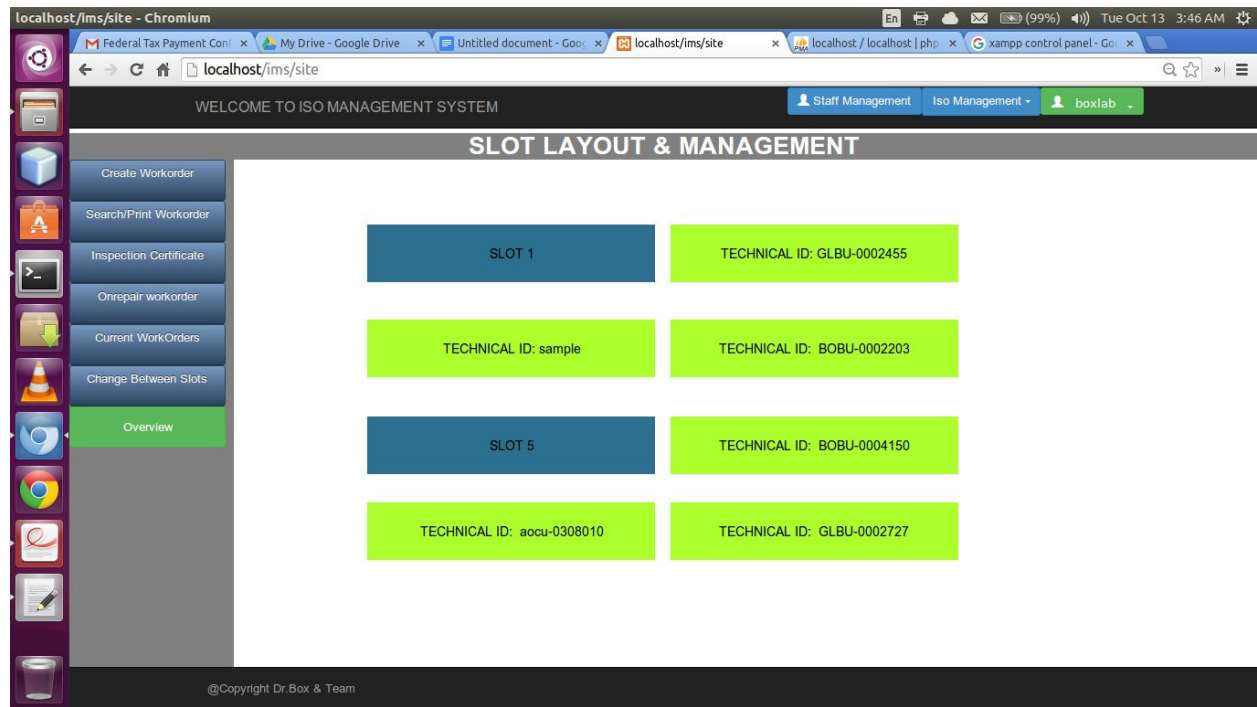 localhost/ims/site - Chromium
En (99%) Tue Oct 13 3:46 AM
Federal Tax Payment Con
My Drive - Google Drive
Untitled document - Goo
localhost/ims/site
localhost / localhost | php
xampp control panel - Go
localhost/ims/site
WELCOME TO ISO MANAGEMENT SYSTEM
Staff Management
Iso Management
boxlab
SLOT LAYOUT & MANAGEMENT
Create Workorder
Search/Print Workorder
Inspection Certificate
Onrepair workorder
Current WorkOrders
Change Between Slots
Overview
SLOT 1
TECHNICAL ID: GLBU-0002455
TECHNICAL ID: sample
TECHNICAL ID: BOBU-0002203
SLOT 5
TECHNICAL ID: BOBU-0004150
TECHNICAL ID: aocu-0308010
TECHNICAL ID: GLBU-0002727
@Copyright Dr.Box & Team